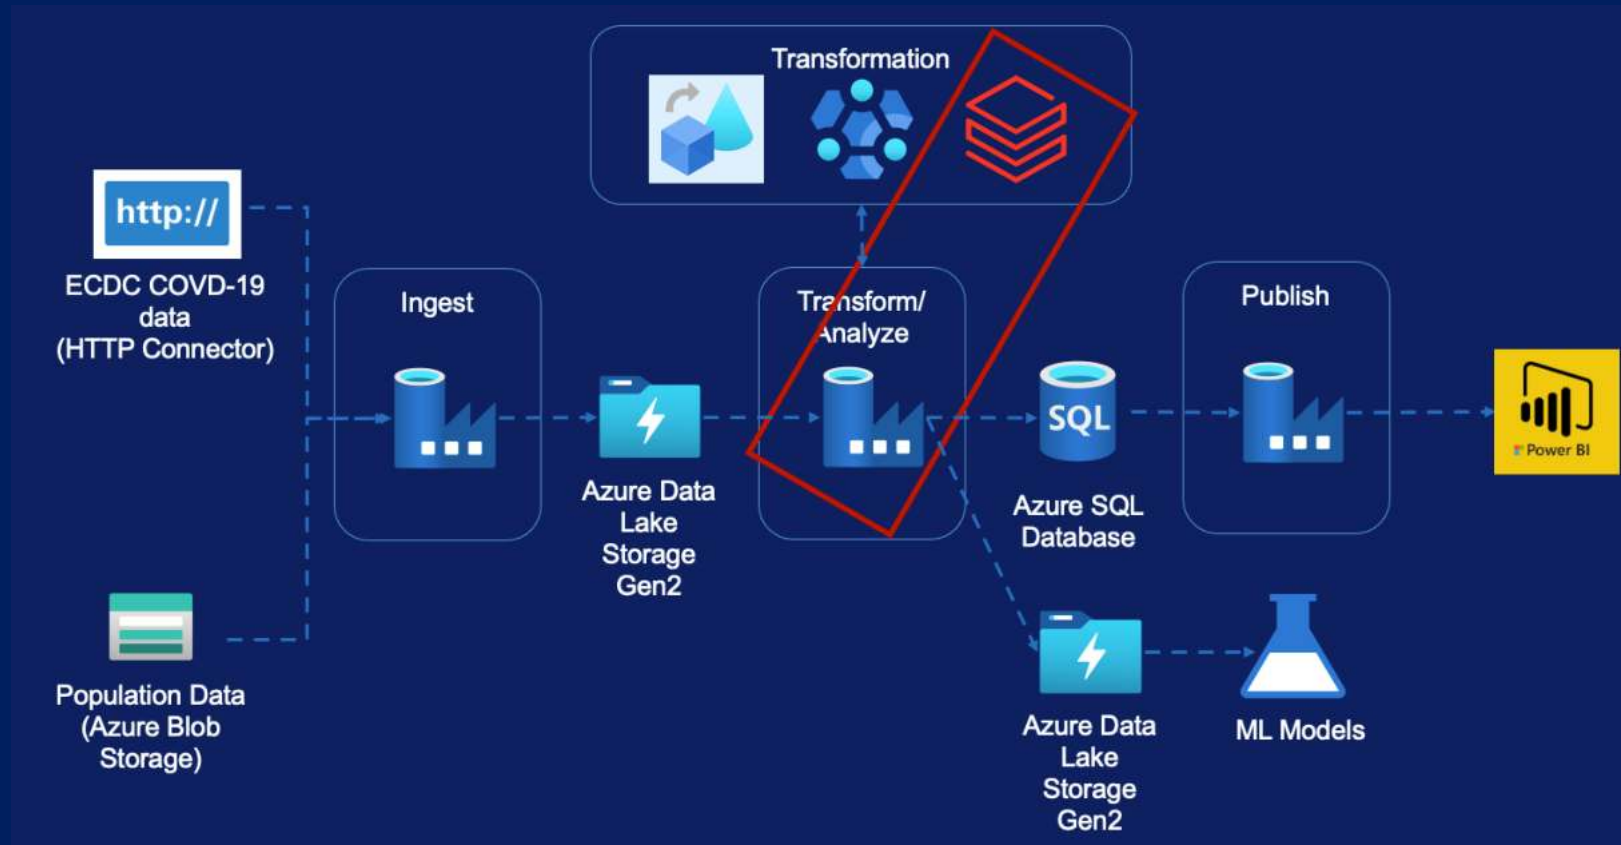 Transformation
http://
ECDC COVD-19
data
(HTTP Connector)
Ingest
Transform/
Analyze
Publish
SQL
Power BI
Azure Data
Lake
Storage
Gen2
Azure SQL
Database
Population Data
(Azure Blob
Storage)
Azure Data
Lake
Storage
Gen2
ML Models